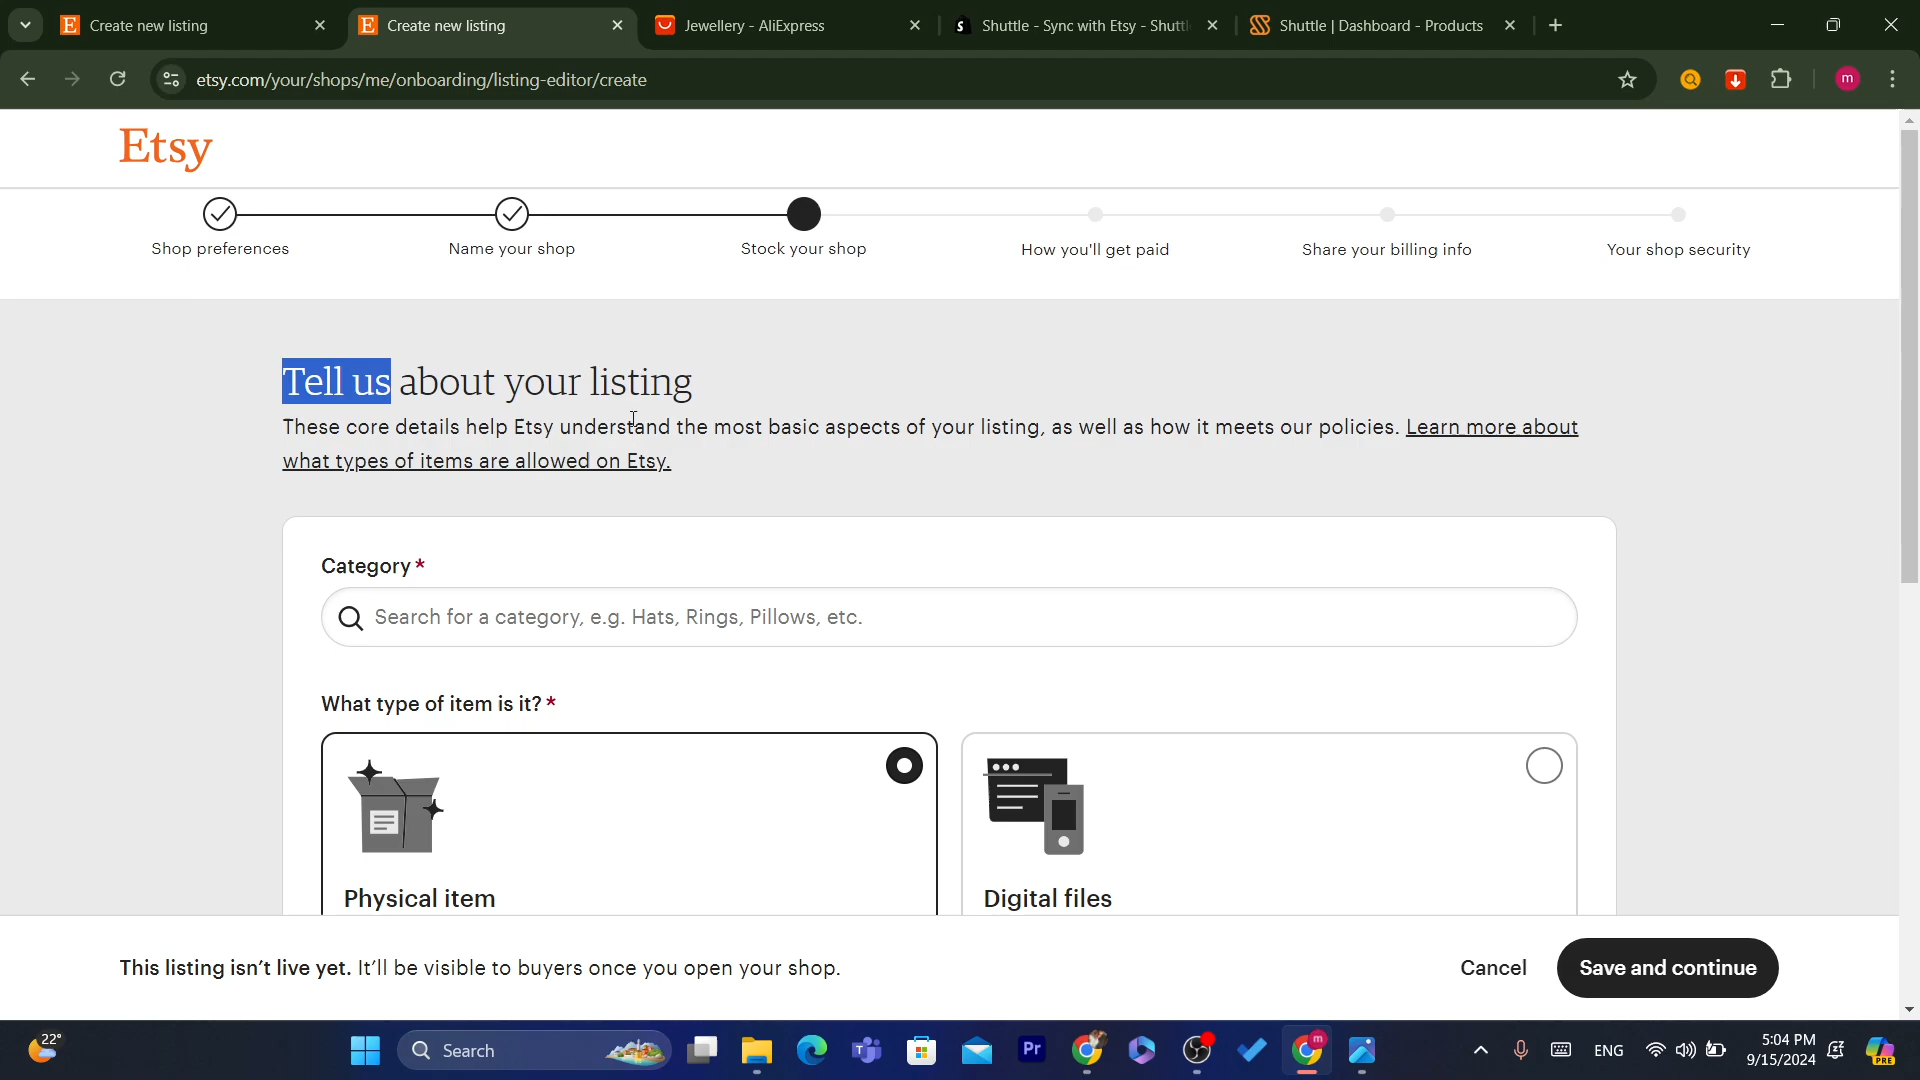 Create new listing
Create new listing
Jewellery - AliExpress
Shuttle - Sync with Etsy - Shutt
Shuttle | Dashboard - Products
etsy.com/your/shops/me/onboarding/listing-editor/create
m
Etsy
Shop preferences
Name your shop
Stock your shop
How you'll get paid
Share your billing info
Your shop security
Tell us about your listing
These core details help Etsy understand the most basic aspects of your listing, as well as how it meets our policies. Learn more about
what types of items are allowed on Etsy.
Category *
Search for a category, e.g. Hats, Rings, Pillows, etc.
What type of item is it? *
Physical item
Digital files
This listing isn't live yet. It'll be visible to buyers once you open your shop.
Cancel
Save and continue
22°
Search
Pr
m
ENG
5:04 PM
9/15/2024
PRE